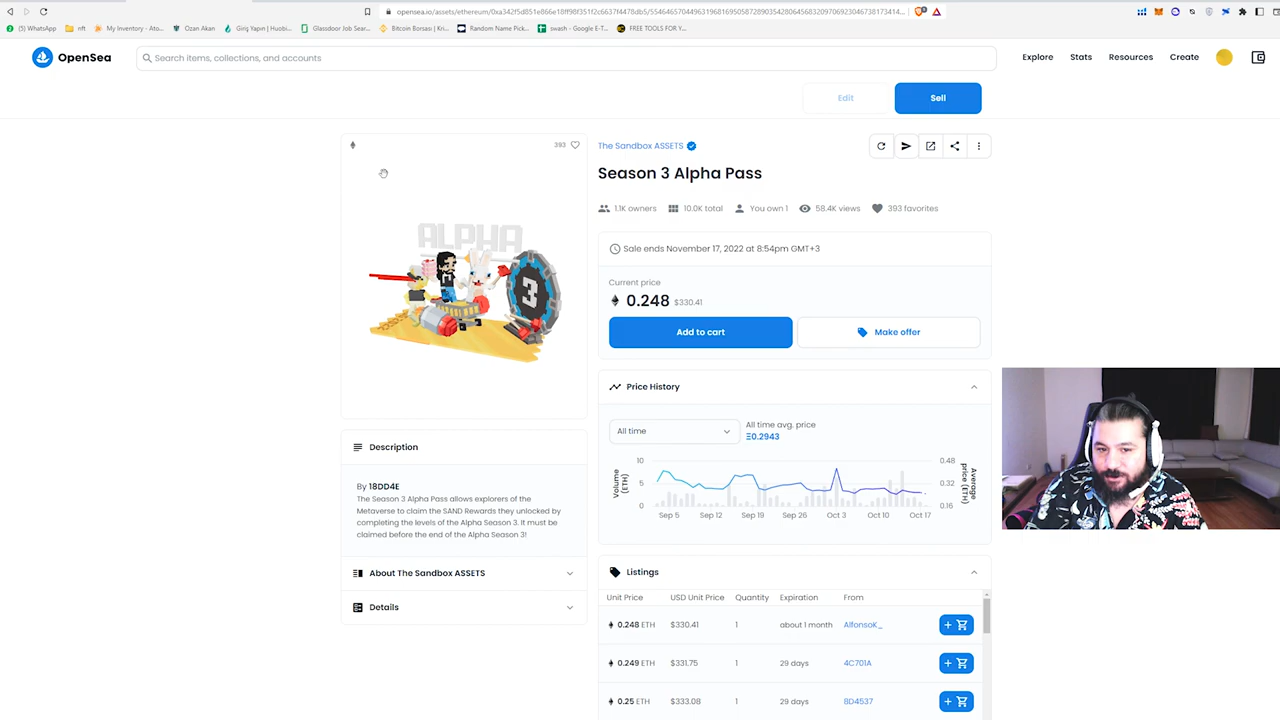 opensea.io/assets/ethereum/0xa342f5d851e866e18ff98f351f2c6637f4478db5/5546465704496319681695058728903542806456832097069230467381734 14...
(5) WhatsApp nft My Inventory - Ato... Ozan Akan Giriş Yapın | Husbi... Glassdoor Job Sear... Bitcoin Borsası | Kri... Random Name Pick... swash - Google E-T... FREE TOOLS FOR Y...
OpenSea Search items, collections, and accounts Explore Stats Resources Create
Edit Sell
393
The Sandbox ASSETS
Season 3 Alpha Pass
1.1K owners 10.0K total You own 1 58.4K views 393 favorites
ALPHA
3
Sale ends November 17, 2022 at 8:54pm GMT+3
Current price
0.248 $330.41
Add to cart Make offer
Price History
All time
All time avg. price
Ξ0.2943
Volume (ETH)
10
5
0
0.48
0.32
0.16
Average price (ETH)
Sep 5 Sep 12 Sep 19 Sep 26 Oct 3 Oct 10 Oct 17
Description
By 18DD4E
The Season 3 Alpha Pass allows explorers of the
Metaverse to claim the SAND Rewards they unlocked by
completing the levels of the Alpha Season 3. It must be
claimed before the end of the Alpha Season 3!
About The Sandbox ASSETS
Details
Listings
Unit Price USD Unit Price Quantity Expiration From
0.248 ETH $330.41 1 about 1 month AlfonsoK_
0.249 ETH $331.75 1 29 days 4C701A
0.25 ETH $333.08 1 29 days BD4537